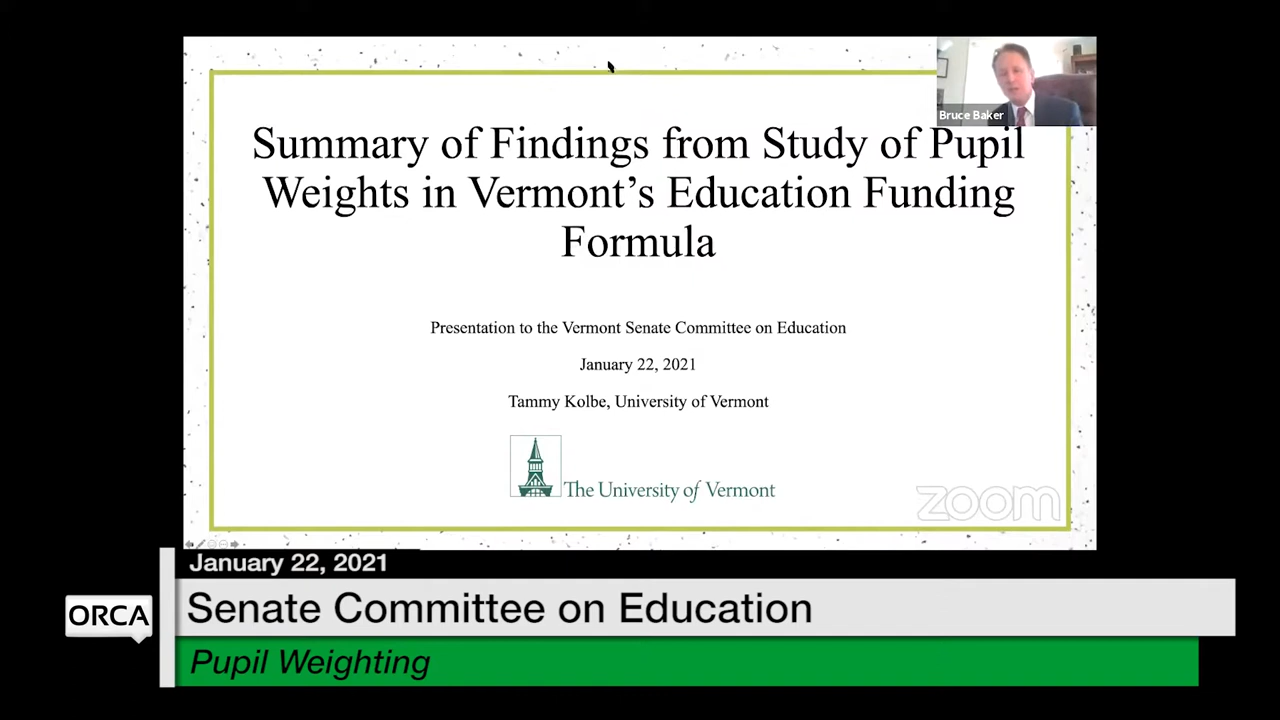 Bruce Baker
Summary of Findings from Study of Pupil
Weights in Vermont’s Education Funding
Formula
Presentation to the Vermont Senate Committee on Education
January 22, 2021
Tammy Kolbe, University of Vermont
The University of Vermont
zoom
January 22, 2021
ORCA
Senate Committee on Education
Pupil Weighting